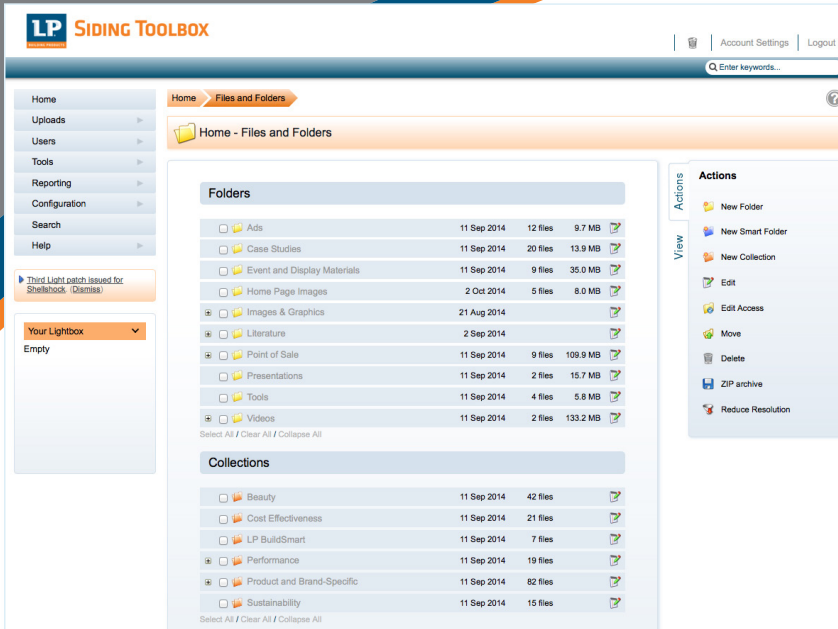 LP
BUILDING PRODUCTS
SIDING TOOLBOX
Account Settings
Logout
Enter keywords...
Home
Uploads
Users
Tools
Reporting
Configuration
Search
Help
Third Light patch issued for
Shellshock. (Dismiss)
Your Lightbox
Empty
Home Files and Folders
?
Home - Files and Folders
Folders
Ads 11 Sep 2014 12 files 9.7 MB
Case Studies 11 Sep 2014 20 files 13.9 MB
Event and Display Materials 11 Sep 2014 9 files 35.0 MB
Home Page Images 2 Oct 2014 5 files 8.0 MB
Images & Graphics 21 Aug 2014
Literature 2 Sep 2014
Point of Sale 11 Sep 2014 9 files 109.9 MB
Presentations 11 Sep 2014 2 files 15.7 MB
Tools 11 Sep 2014 4 files 5.8 MB
Videos 11 Sep 2014 2 files 133.2 MB
Select All / Clear All / Collapse All
Collections
Beauty 11 Sep 2014 42 files
Cost Effectiveness 11 Sep 2014 21 files
LP BuildSmart 11 Sep 2014 7 files
Performance 11 Sep 2014 19 files
Product and Brand-Specific 11 Sep 2014 82 files
Sustainability 11 Sep 2014 15 files
Select All / Clear All / Collapse All
Actions
View
Actions
New Folder
New Smart Folder
New Collection
Edit
Edit Access
Move
Delete
ZIP archive
Reduce Resolution